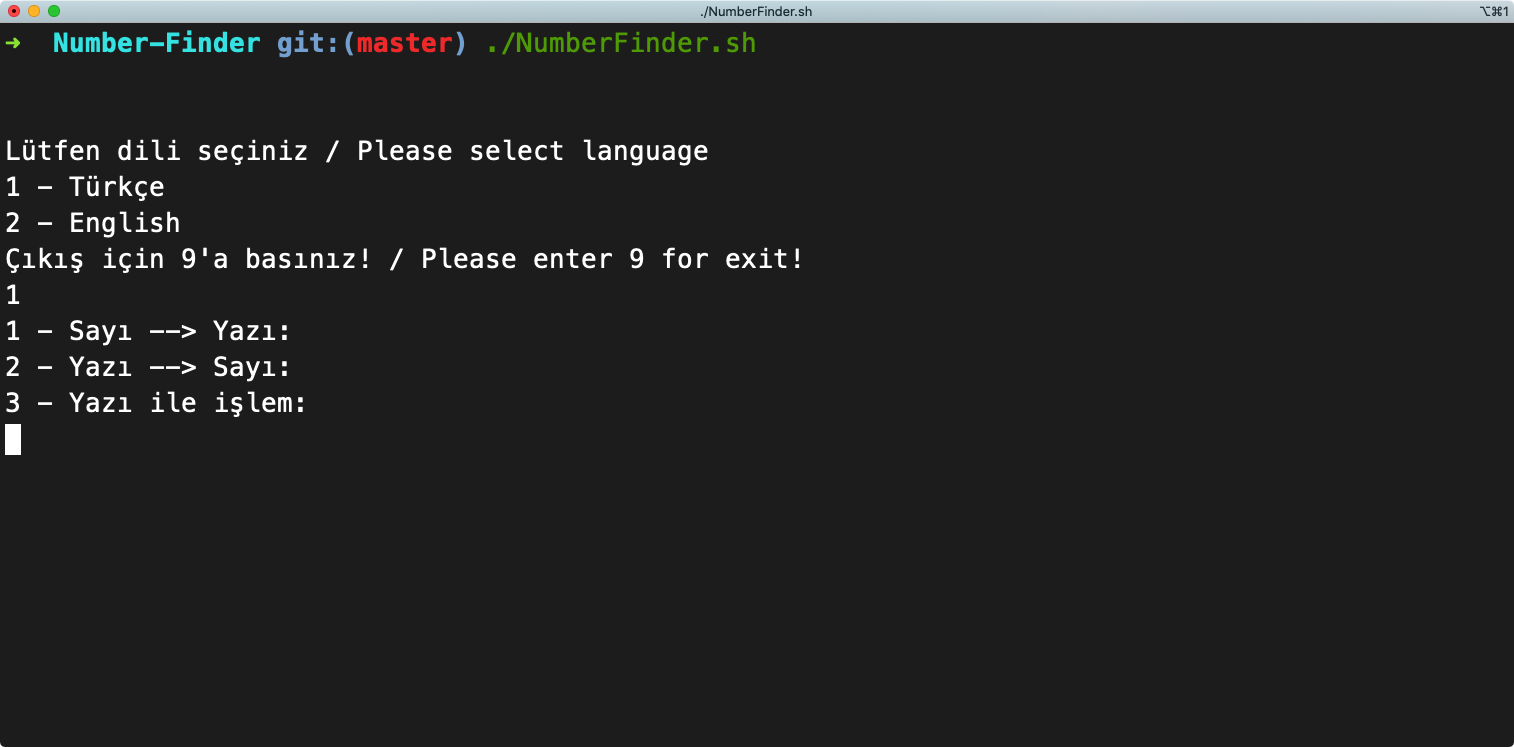 ./NumberFinder.sh ⌥⌘1
➜ Number-Finder git:(master) ./NumberFinder.sh
Lütfen dili seçiniz / Please select language
1 - Türkçe
2 - English
Çıkış için 9'a basınız! / Please enter 9 for exit!
1
1 - Sayı --> Yazı:
2 - Yazı --> Sayı:
3 - Yazı ile işlem: